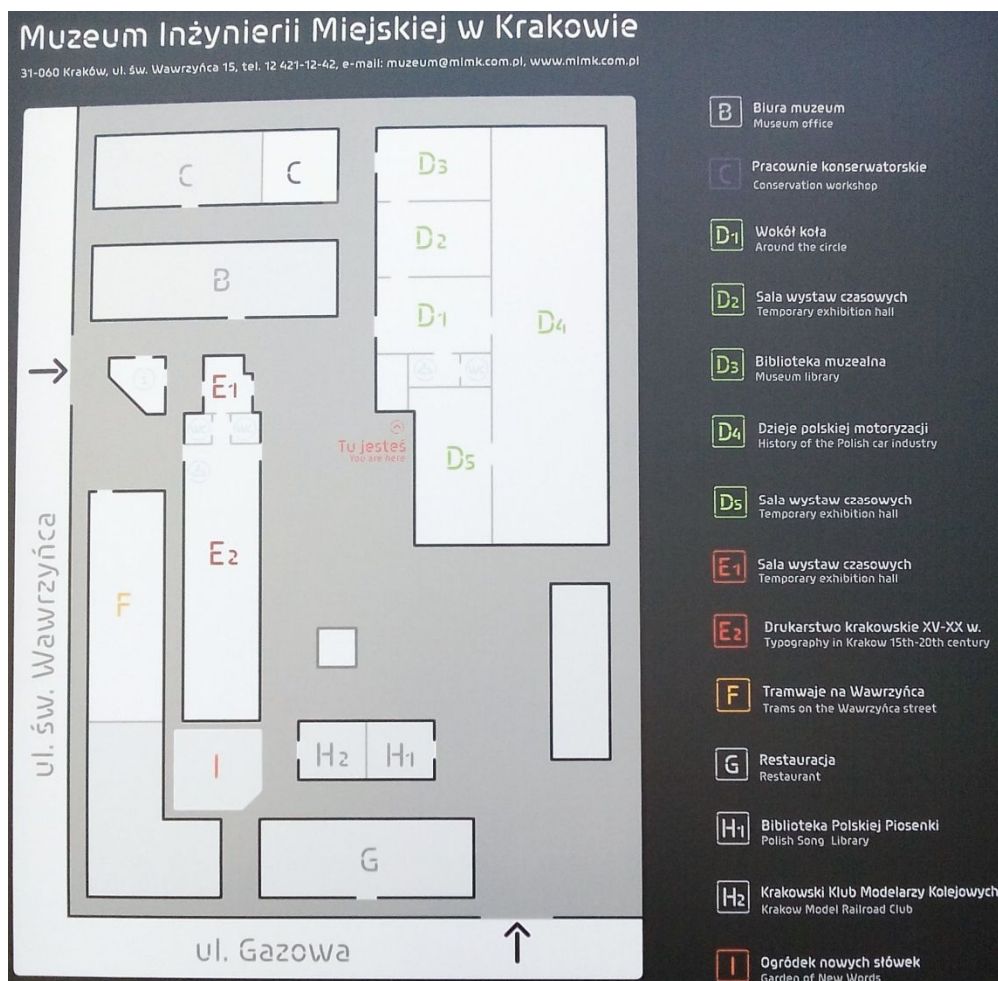 Muzeum Inżynierii Miejskiej w Krakowie
31-060 Kraków, ul. św. Wawrzyńca 15, tel. 12 421-12-42, e-mail: muzeum@mimk.com.pl, www.mimk.com.pl
C
C
B
D3
D2
D1
D4
D5
WC
E1
WC
WC
E2
Tu jesteś
You are here
F
I
H2
H1
G
ul. św. Wawrzyńca
ul. Gazowa
B Biura muzeum
Museum office
C Pracownie konserwatorskie
Conservation workshop
D1 Wokół koła
Around the circle
D2 Sala wystaw czasowych
Temporary exhibition hall
D3 Biblioteka muzealna
Museum library
D4 Dzieje polskiej motoryzacji
History of the Polish car industry
D5 Sala wystaw czasowych
Temporary exhibition hall
E1 Sala wystaw czasowych
Temporary exhibition hall
E2 Drukarstwo krakowskie XV-XX w.
Typography in Krakow 15th-20th century
F Tramwaje na Wawrzyńca
Trams on the Wawrzyńca street
G Restauracja
Restaurant
H1 Biblioteka Polskiej Piosenki
Polish Song Library
H2 Krakowski Klub Modelarzy Kolejowych
Krakow Model Railroad Club
I Ogródek nowych słówek
Garden of New Words